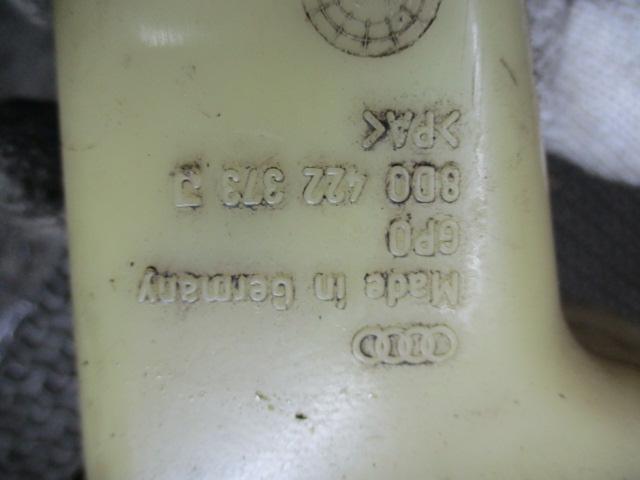 Made in Germany
GPO
8D0 422 373
>PA<